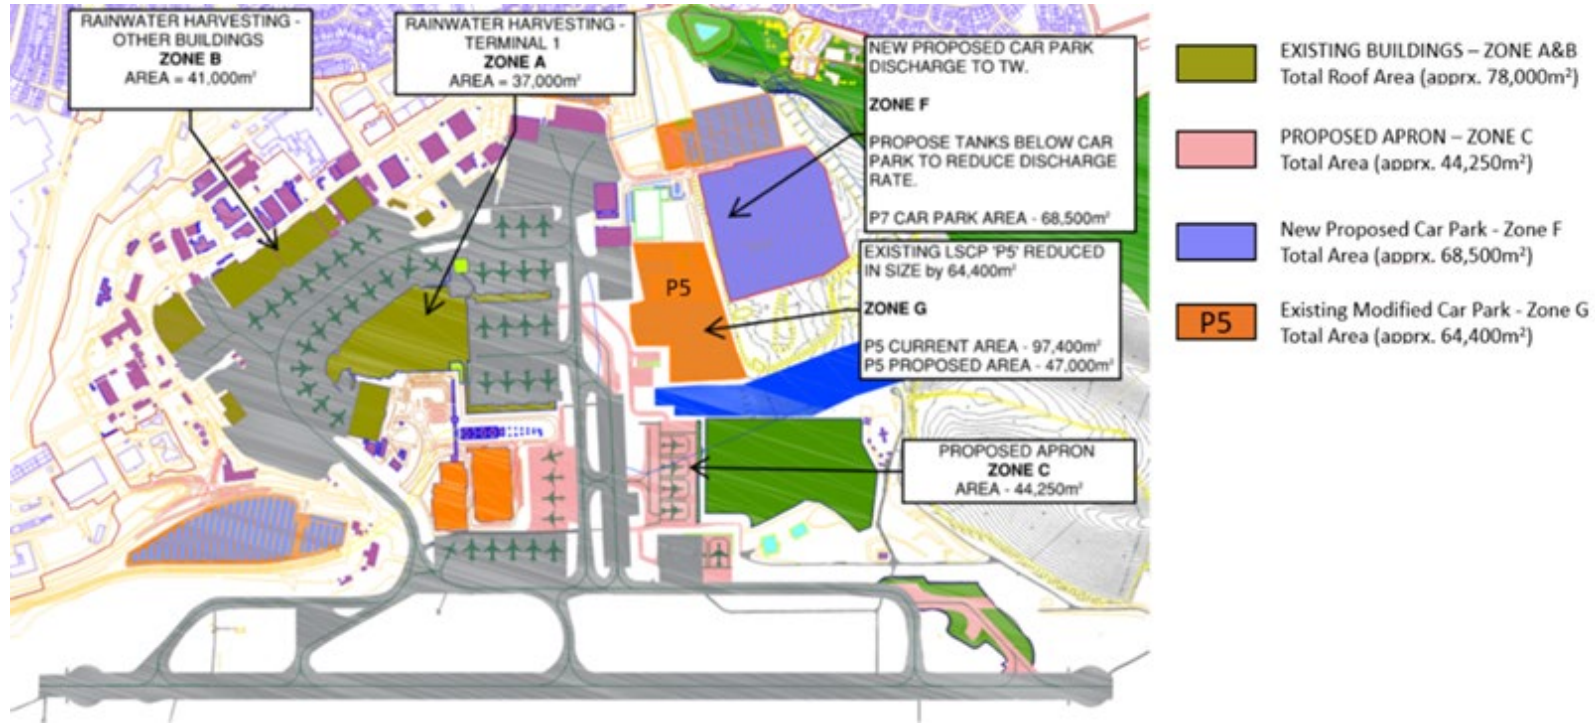 RAINWATER HARVESTING -
OTHER BUILDINGS
ZONE B
AREA = 41,000m²
RAINWATER HARVESTING -
TERMINAL 1
ZONE A
AREA = 37,000m²
NEW PROPOSED CAR PARK
DISCHARGE TO TW.
ZONE F
PROPOSE TANKS BELOW CAR
PARK TO REDUCE DISCHARGE
RATE.
P7 CAR PARK AREA - 68,500m²
EXISTING LSCP 'P5' REDUCED
IN SIZE by 64,400m²
ZONE G
P5 CURRENT AREA - 97,400m²
P5 PROPOSED AREA - 47,000m²
P5
PROPOSED APRON
ZONE C
AREA - 44,250m²
EXISTING BUILDINGS – ZONE A&B
Total Roof Area (apprx. 78,000m²)
PROPOSED APRON – ZONE C
Total Area (apprx. 44,250m²)
New Proposed Car Park - Zone F
Total Area (apprx. 68,500m²)
P5
Existing Modified Car Park - Zone G
Total Area (apprx. 64,400m²)